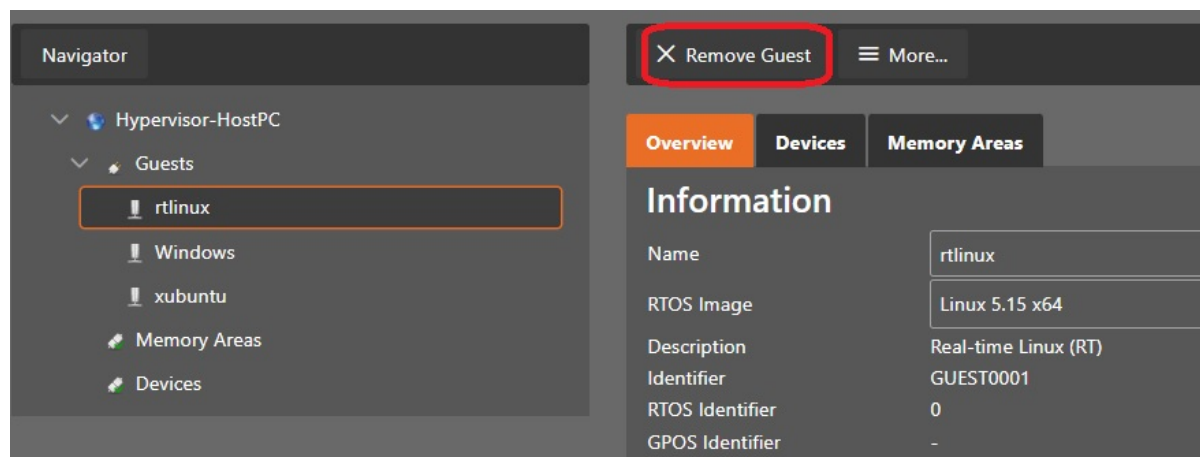 Navigator
Hypervisor-HostPC
Guests
rtlinux
Windows
xubuntu
Memory Areas
Devices
Remove Guest
More...
Overview Devices Memory Areas
Information
Name rtlinux
RTOS Image Linux 5.15 x64
Description Real-time Linux (RT)
Identifier GUEST0001
RTOS Identifier 0
GPOS Identifier -